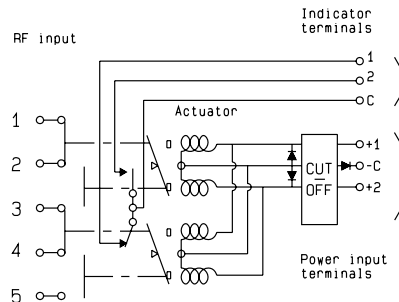 Indicator
terminals
RF input
1
2
C
Actuator
1
2
3
4
5
CUT
OFF
+1
-C
+2
Power input
terminals